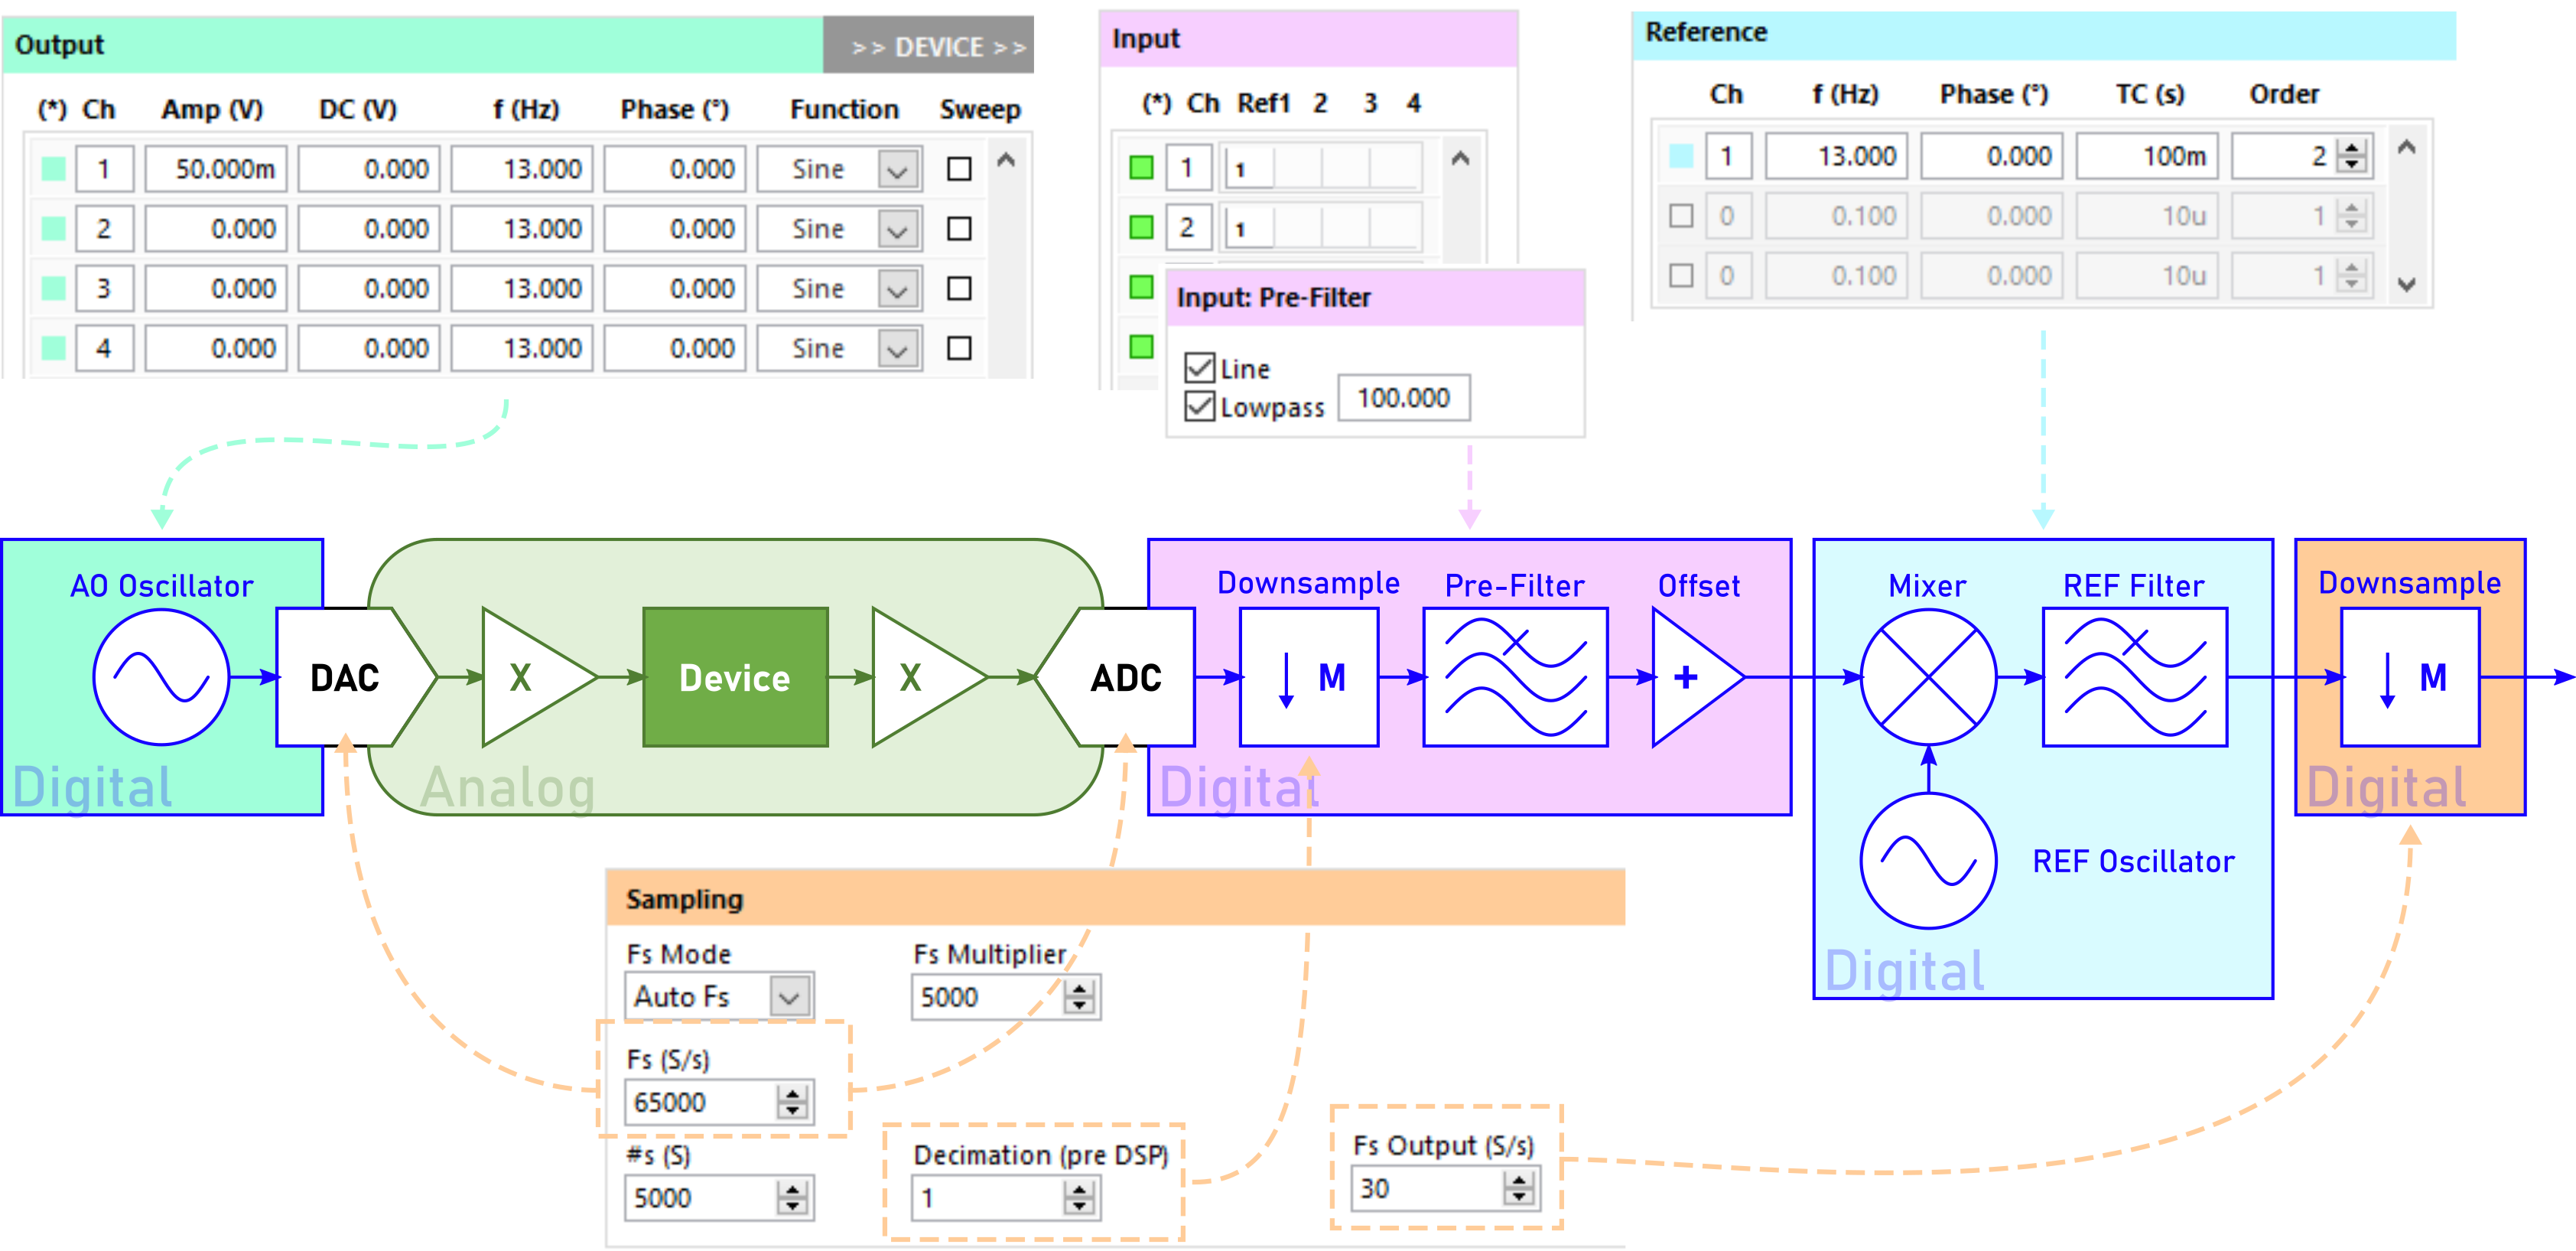 Output >> DEVICE >>
(*) Ch Amp (V) DC (V) f (Hz) Phase (°) Function Sweep
1 50.000m 0.000 13.000 0.000 Sine
2 0.000 0.000 13.000 0.000 Sine
3 0.000 0.000 13.000 0.000 Sine
4 0.000 0.000 13.000 0.000 Sine
Input
(*) Ch Ref1 2 3 4
1 1
2 1
Input: Pre-Filter
Line
Lowpass 100.000
Reference
Ch f (Hz) Phase (°) TC (s) Order
1 13.000 0.000 100m 2
0 0.100 0.000 10u 1
0 0.100 0.000 10u 1
AO Oscillator
DAC
Digital
X
Device
X
Analog
ADC
Downsample
↓ M
Pre-Filter
Offset
+
Digital
Mixer
REF Filter
REF Oscillator
Digital
Downsample
↓ M
Digital
Sampling
Fs Mode Fs Multiplier
Auto Fs 5000
Fs (S/s)
65000
#s (S) Decimation (pre DSP) Fs Output (S/s)
5000 1 30